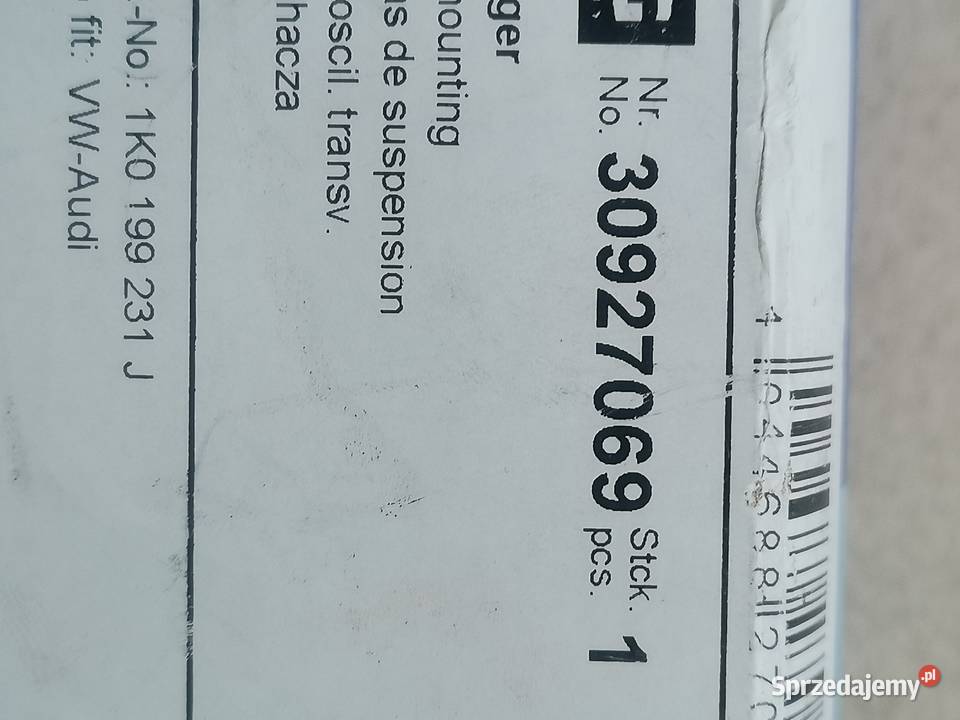 Nr. No. 30927069 Stck. pcs. 1
ger
ounting
s de suspension
oscil. transv.
hacza
-No.: 1K0 199 231 J
fit: VW-Audi
Sprzedajemy.pl